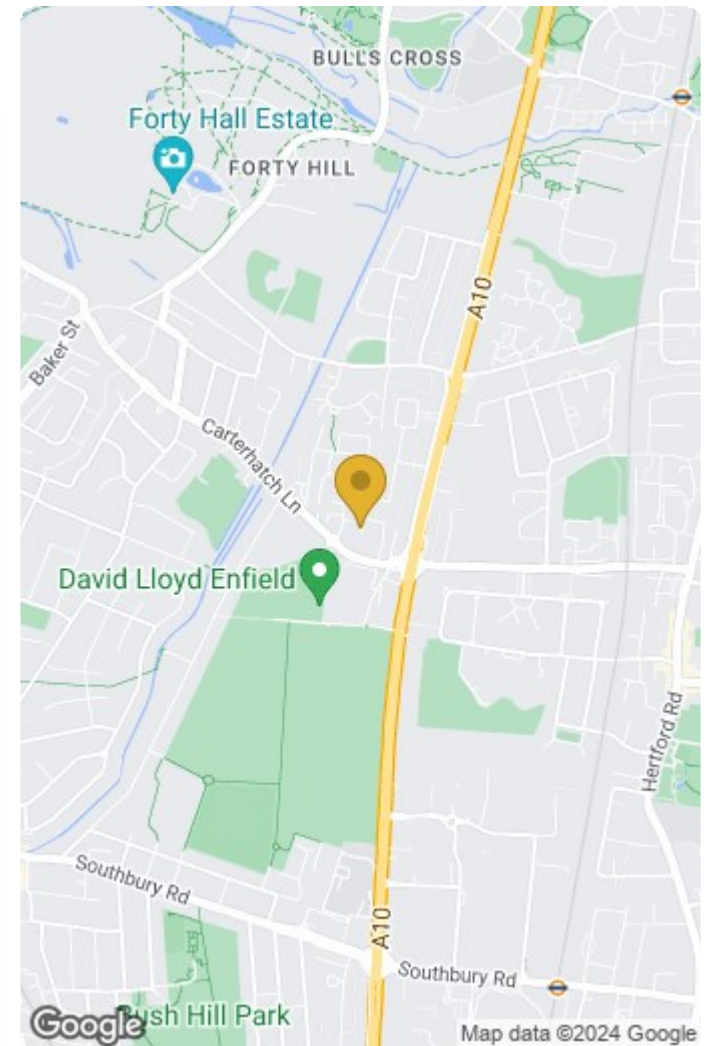 BULLS CROSS
Forty Hall Estate
FORTY HILL
A10
Baker St
Carterhatch Ln
David Lloyd Enfield
Hertford Rd
Southbury Rd
A10
Southbury Rd
Google
ush Hill Park
Map data ©2024 Google